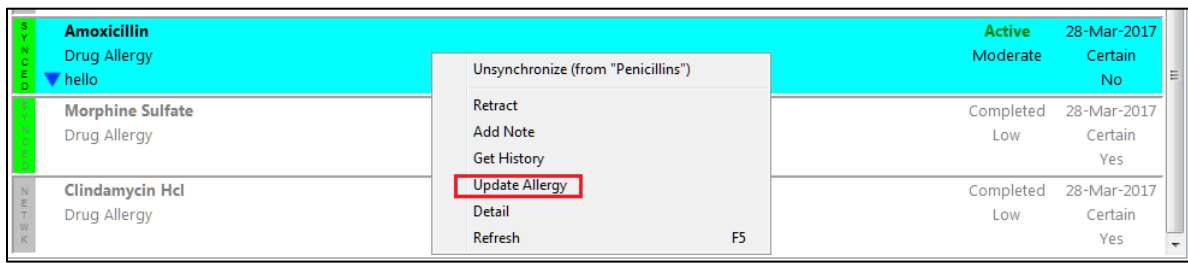 SYNCED
Amoxicillin Active 28-Mar-2017
Drug Allergy Moderate Certain
hello No
Unsynchronize (from "Penicillins")
Retract
Add Note
Get History
Update Allergy
Detail
Refresh F5
SYNCED
Morphine Sulfate Completed 28-Mar-2017
Drug Allergy Low Certain
Yes
NETWK
Clindamycin Hcl Completed 28-Mar-2017
Drug Allergy Low Certain
Yes